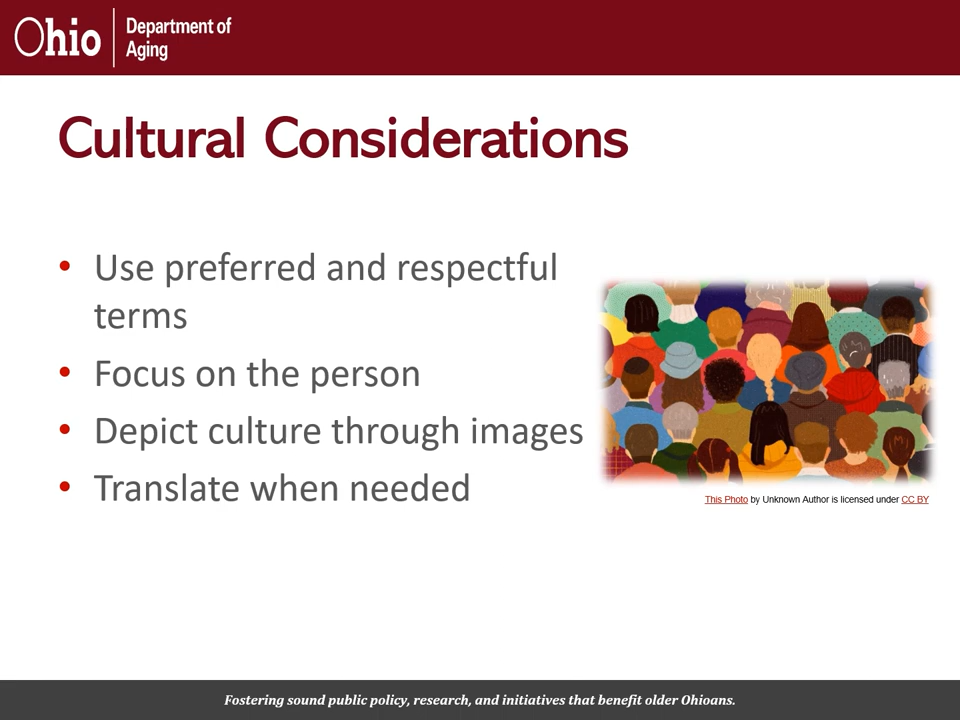 Ohio
Department of
Aging
Cultural Considerations
• Use preferred and respectful
terms
• Focus on the person
• Depict culture through images
• Translate when needed
This Photo by Unknown Author is licensed under CC BY
Fostering sound public policy, research, and initiatives that benefit older Ohioans.